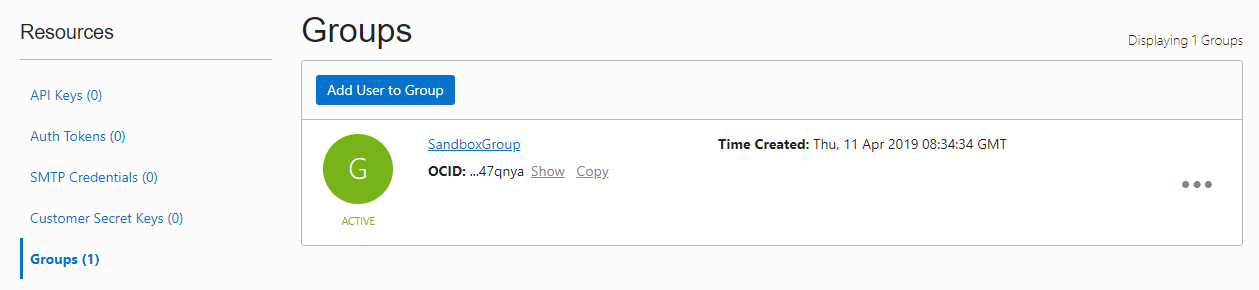 Resources
API Keys (0)
Auth Tokens (0)
SMTP Credentials (0)
Customer Secret Keys (0)
Groups (1)
Groups
Displaying 1 Groups
Add User to Group
G
ACTIVE
SandboxGroup
OCID: ...47qnya Show Copy
Time Created: Thu, 11 Apr 2019 08:34:34 GMT